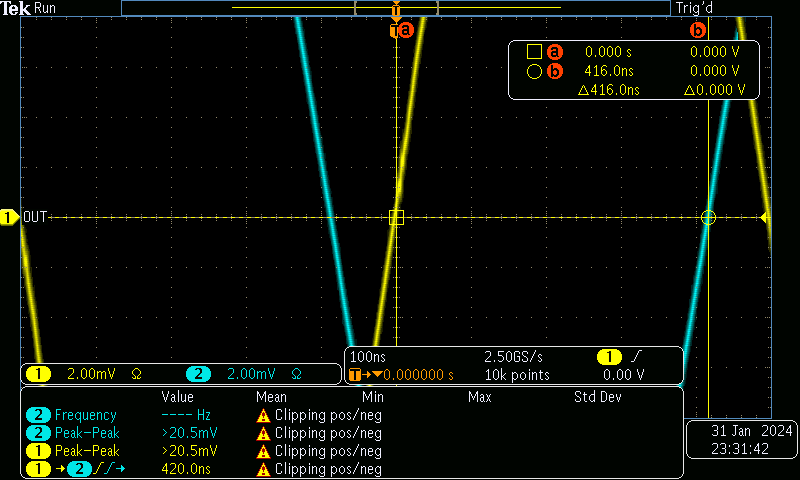 Tek Run Trig'd
T a b
a 0.000 s 0.000 V
b 416.0ns 0.000 V
△416.0ns △0.000 V
1 OUT
1 2.00mV Ω 2 2.00mV Ω
100ns 2.50GS/s 1
T→▼0.000000 s 10k points 0.00 V
Value Mean Min Max Std Dev
2 Frequency ---- Hz Clipping pos/neg
2 Peak-Peak >20.5mV Clipping pos/neg
1 Peak-Peak >20.5mV Clipping pos/neg
1 → 2 → 420.0ns Clipping pos/neg
31 Jan 2024
23:31:42